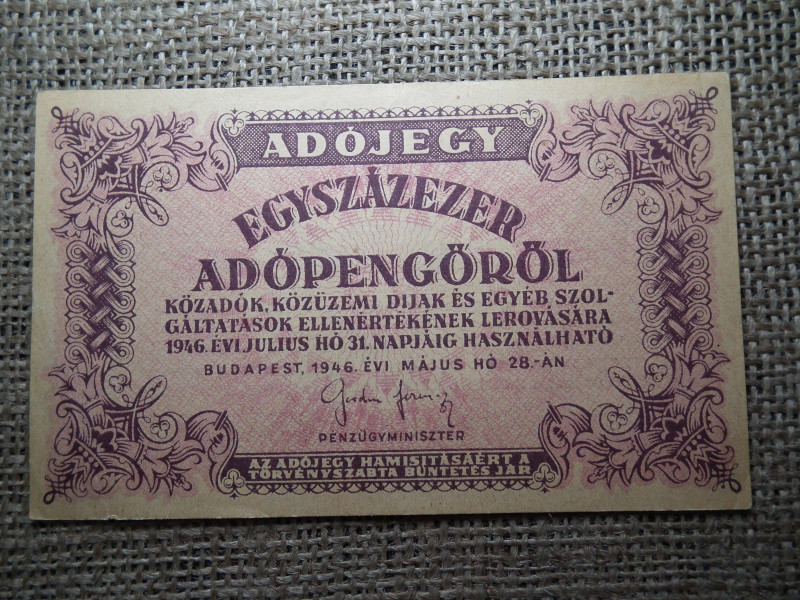 ADÓJEGY
EGYSZÁZEZER
ADÓPENGŐRŐL
KÖZADÓK, KÖZÜZEMI DIJAK ÉS EGYÉB, SZOL-
GÁLTATÁSOK ELLENÉRTÉKÉNEK LEROVÁSÁRA
1946. ÉVI JULIUS HÓ 31. NAPJÁIG HASZNÁLHATÓ
BUDAPEST, 1946. ÉVI MÁJUS HÓ 28.-ÁN
PÉNZÜGYMINISZTER
AZ ADÓJEGY HAMISITÁSÁÉRT A
TÖRVÉNYSZABTA BÜNTETÉS JÁR